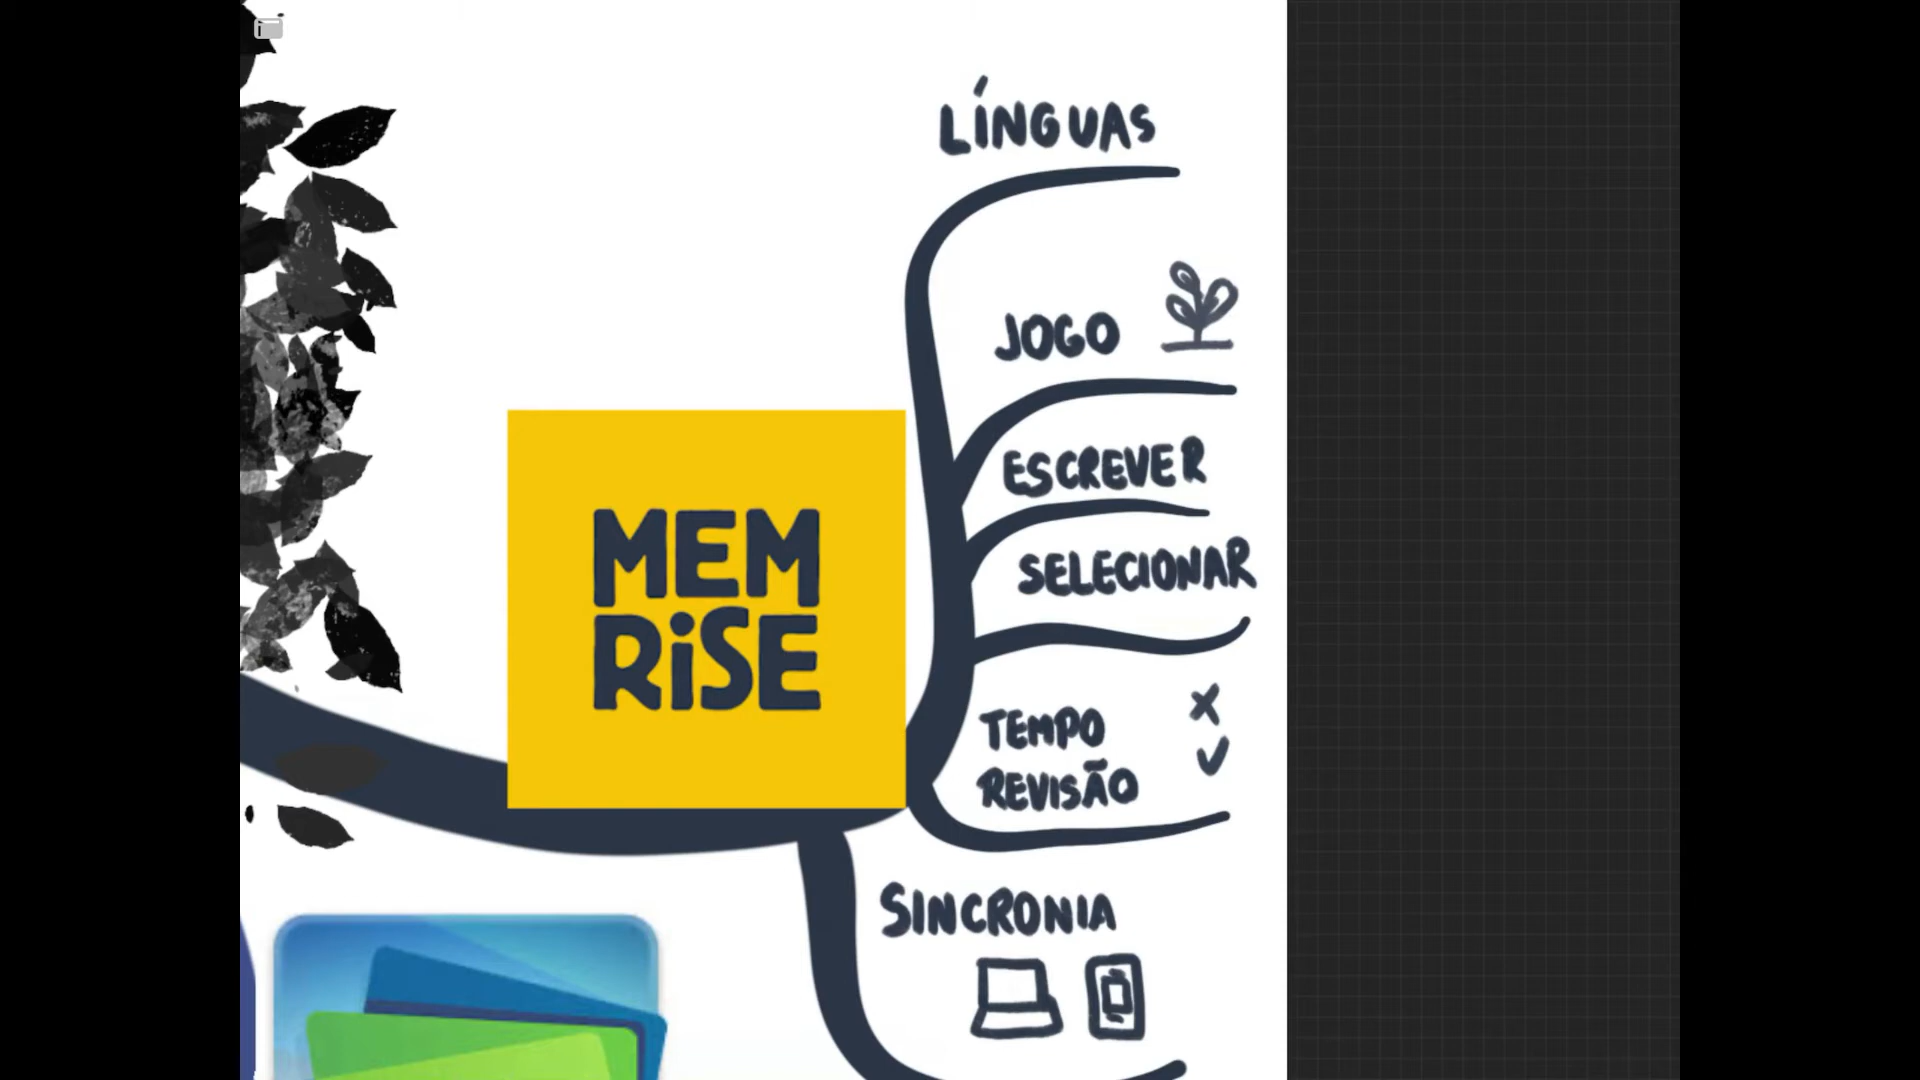 LÍNGUAS
JOGO
ESCREVER
SELECIONAR
MEM
RiSE
TEMPO
REVISÃO
SINCRONIA